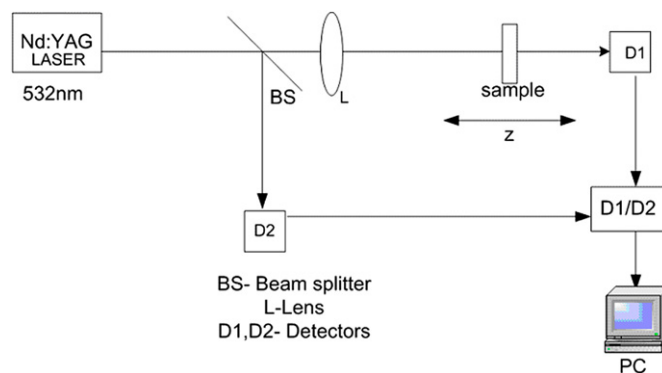 Nd:YAG
LASER
532nm
BS
L
sample
z
D1
D2
D1/D2
BS- Beam splitter
L-Lens
D1,D2- Detectors
PC